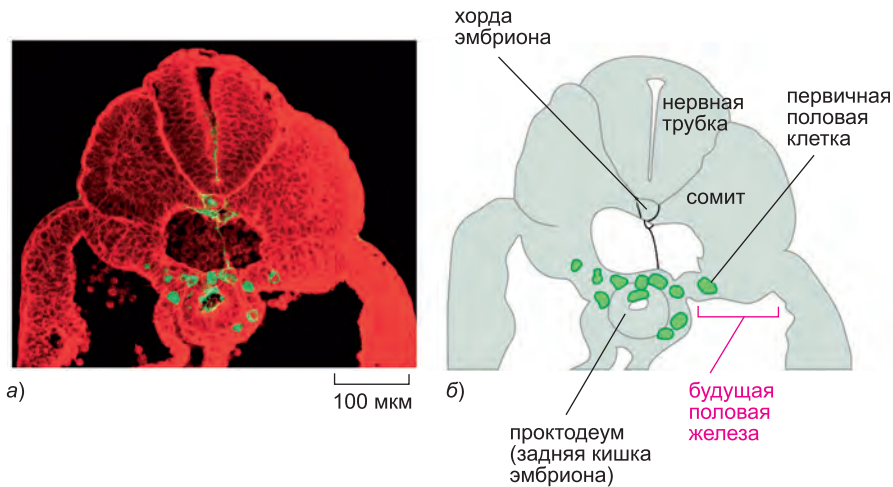 хорда
эмбриона
нервная
трубка
первичная
половая
клетка
сомит
а)
100 мкм
б)
проктодеум
(задняя кишка
эмбриона)
будущая
половая
железа